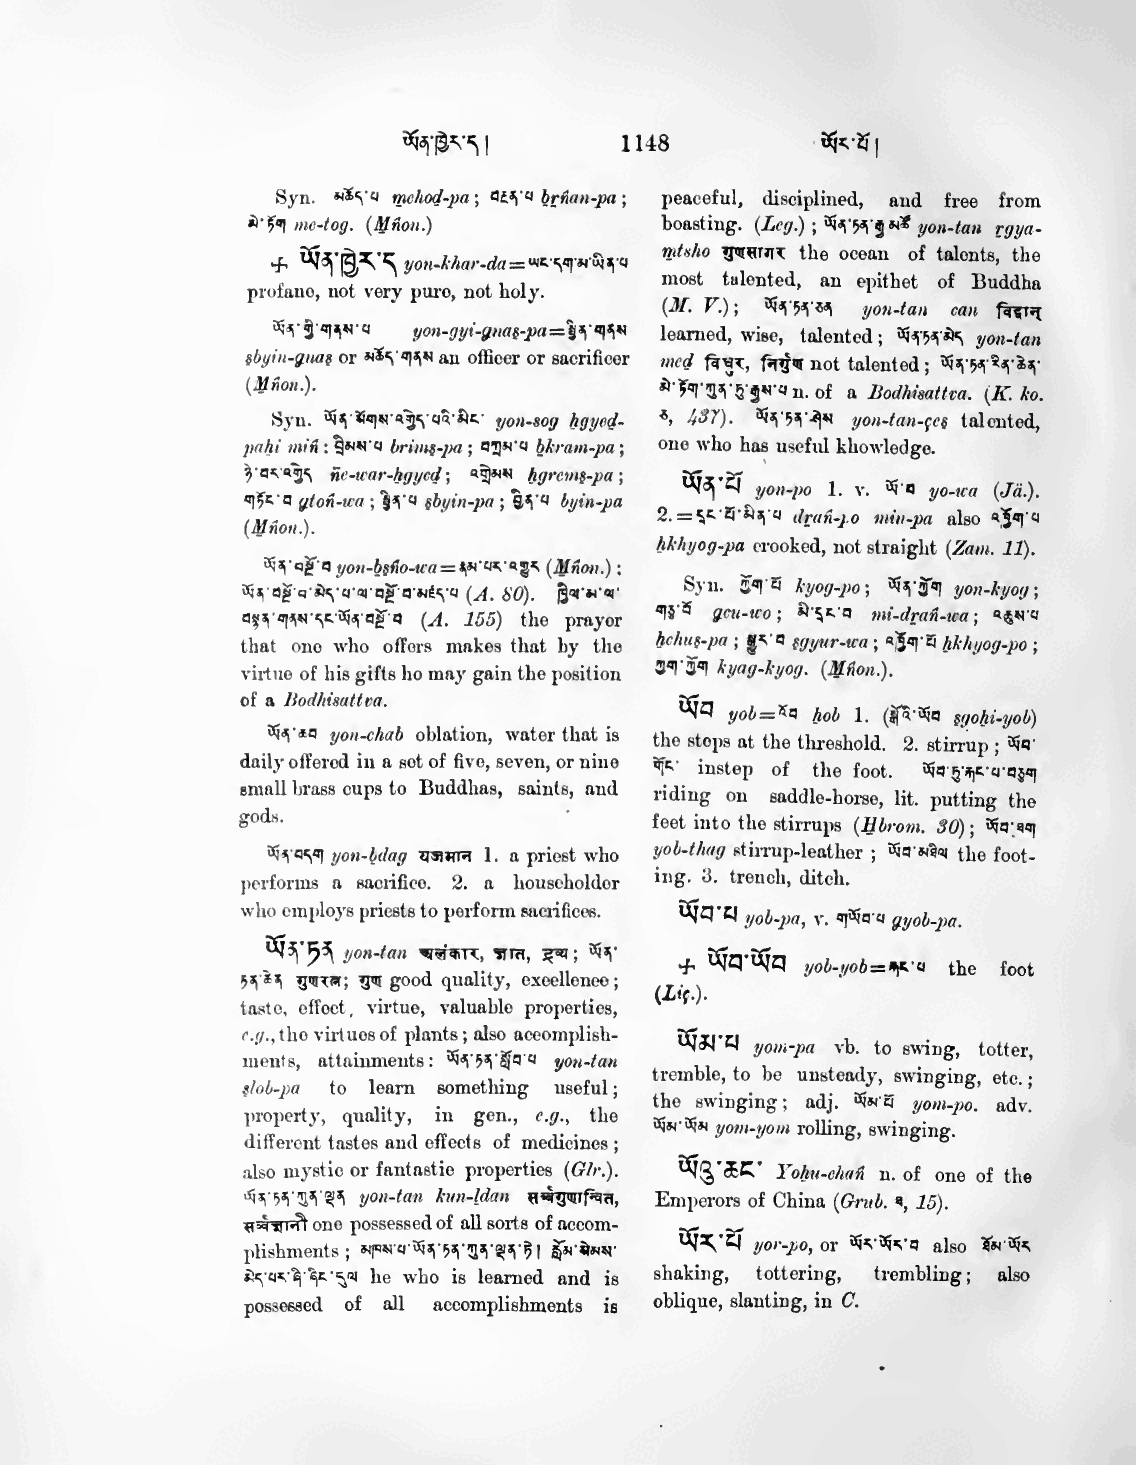 ཡོན་ཁྱེར་ད།
1148
ཡོར་པོ།
Syn. མཆོད་པ mchod-pa; བརྔན་པ brṅan-pa;
མེ་ཏོག me-tog. (Mṅon.)
+ ཡོན་ཁྱེར་ད yon-khar-da=ཡང་དག་མ་ཡིན་པ
profane, not very pure, not holy.
ཡོན་གྱི་གནས་པ yon-gyi-gnas-pa=སྦྱིན་གནས
sbyin-gnas or མཆོད་གནས an officer or sacrificer
(Mṅon.).
Syn. ཡོན་སོགས་འགྱེད་པའི་མིང་ yon-sog hgyed-
pahi miṅ: བྲིམས་པ brims-pa; བཀྲམ་པ bkram-pa;
ཉེ་བར་འགྱེད ñe-war-hgyed; འགྲེམས hgrems-pa;
གཏོང་བ gtoṅ-wa; སྦྱིན་པ sbyin-pa; བྱིན་པ byin-pa
(Mṅon.).
ཡོན་བསྔོ་བ yon-bsṅo-wa=ནམ་པར་འགྱུར (Mṅon.):
ཡོན་བསྔོ་བ་མེད་པ་ལ་བསྔོ་བ་མཛད་པ (A. 80). ཁྲིལ་མ་ལ་
བསྟན་གནས་དང་ཡོན་བསྔོ་བ (A. 155) the prayer
that one who offers makes that by the
virtue of his gifts he may gain the position
of a Bodhisattva.
ཡོན་ཆབ yon-chab oblation, water that is
daily offered in a set of five, seven, or nine
small brass cups to Buddhas, saints, and
gods.
ཡོན་བདག yon-bdag यजमान 1. a priest who
performs a sacrifice. 2. a householder
who employs priests to perform sacrifices.
ཡོན་ཏན yon-tan अलंकार, ज्ञात, द्रव्य; ཡོན་
ཏན་ཆེན गुणरत्न; गुण good quality, excellence;
taste, effect, virtue, valuable properties,
e.g., the virtues of plants; also accomplish-
ments, attainments: ཡོན་ཏན་སློབ་པ yon-tan
slob-pa to learn something useful;
property, quality, in gen., e.g., the
different tastes and effects of medicines;
also mystic or fantastic properties (Glr.).
ཡོན་ཏན་ཀུན་ལྡན yon-tan kun-ldan सर्व्वगुणान्वित,
सर्व्वज्ञानी one possessed of all sorts of accom-
plishments; མཁས་པ་ཡོན་ཏན་ཀུན་ལྡན་ཏེ། རློམ་སེམས་
མེད་པར་ཞི་ཞིང་དུལ he who is learned and is
possessed of all accomplishments is
peaceful, disciplined, and free from
boasting. (Leg.); ཡོན་ཏན་རྒྱ་མཚོ yon-tan rgya-
mtsho गुणसागर the ocean of talents, the
most talented, an epithet of Buddha
(M. V.); ཡོན་ཏན་ཅན yon-tan can विद्वान्
learned, wise, talented; ཡོན་ཏན་མེད yon-tan
med विधुर, निर्गुण not talented; ཡོན་ཏན་རིན་ཆེན་
མེ་ཏོག་ཀུན་ཏུ་རྒྱས་པ n. of a Bodhisattva. (K. ko.
ཅ, 437). ཡོན་ཏན་ཤེས yon-tan-çes talented,
one who has useful khowledge.
ཡོན་པོ yon-po 1. v. ཡོ་བ yo-wa (Jä.).
2.=དྲང་པོ་མིན་པ draṅ-po min-pa also འཁྱོག་པ
hkhyog-pa crooked, not straight (Zam. 11).
Syn. ཀྱོག་པོ kyog-po; ཡོན་ཀྱོག yon-kyog;
གཅུ་བོ gcu-wo; མི་དྲང་བ mi-draṅ-wa; འཆུས་པ
hchus-pa; སྒྱུར་བ sgyur-wa; འཁྱོག་པོ hkhyog-po;
ཀྱག་ཀྱོག kyag-kyog. (Mṅon.).
ཡོབ yob=འོབ hob 1. (སྒོའི་ཡོབ sgohi-yob)
the steps at the threshold. 2. stirrup; ཡོབ་
གོང་ instep of the foot. ཡོབ་ཏུ་རྐང་པ་བཅུག
riding on saddle-horse, lit. putting the
feet into the stirrups (Hbrom. 30); ཡོབ་ཐག
yob-thag stirrup-leather; ཡོབ་མཐིལ the foot-
ing. 3. trench, ditch.
ཡོབ་པ yob-pa, v. གཡོབ་པ gyob-pa.
+ ཡོབ་ཡོབ yob-yob=རྐང་པ the foot
(Liç.).
ཡོམ་པ yom-pa vb. to swing, totter,
tremble, to be unsteady, swinging, etc.;
the swinging; adj. ཡོམ་པོ yom-po. adv.
ཡོམ་ཡོམ yom-yom rolling, swinging.
ཡོའུ་ཆང་ Yohu-chaṅ n. of one of the
Emperors of China (Grub. ཇ, 15).
ཡོར་པོ yor-po, or ཡོར་ཡོར་བ also ཐོམ་ཡོར
shaking, tottering, trembling; also
oblique, slanting, in C.